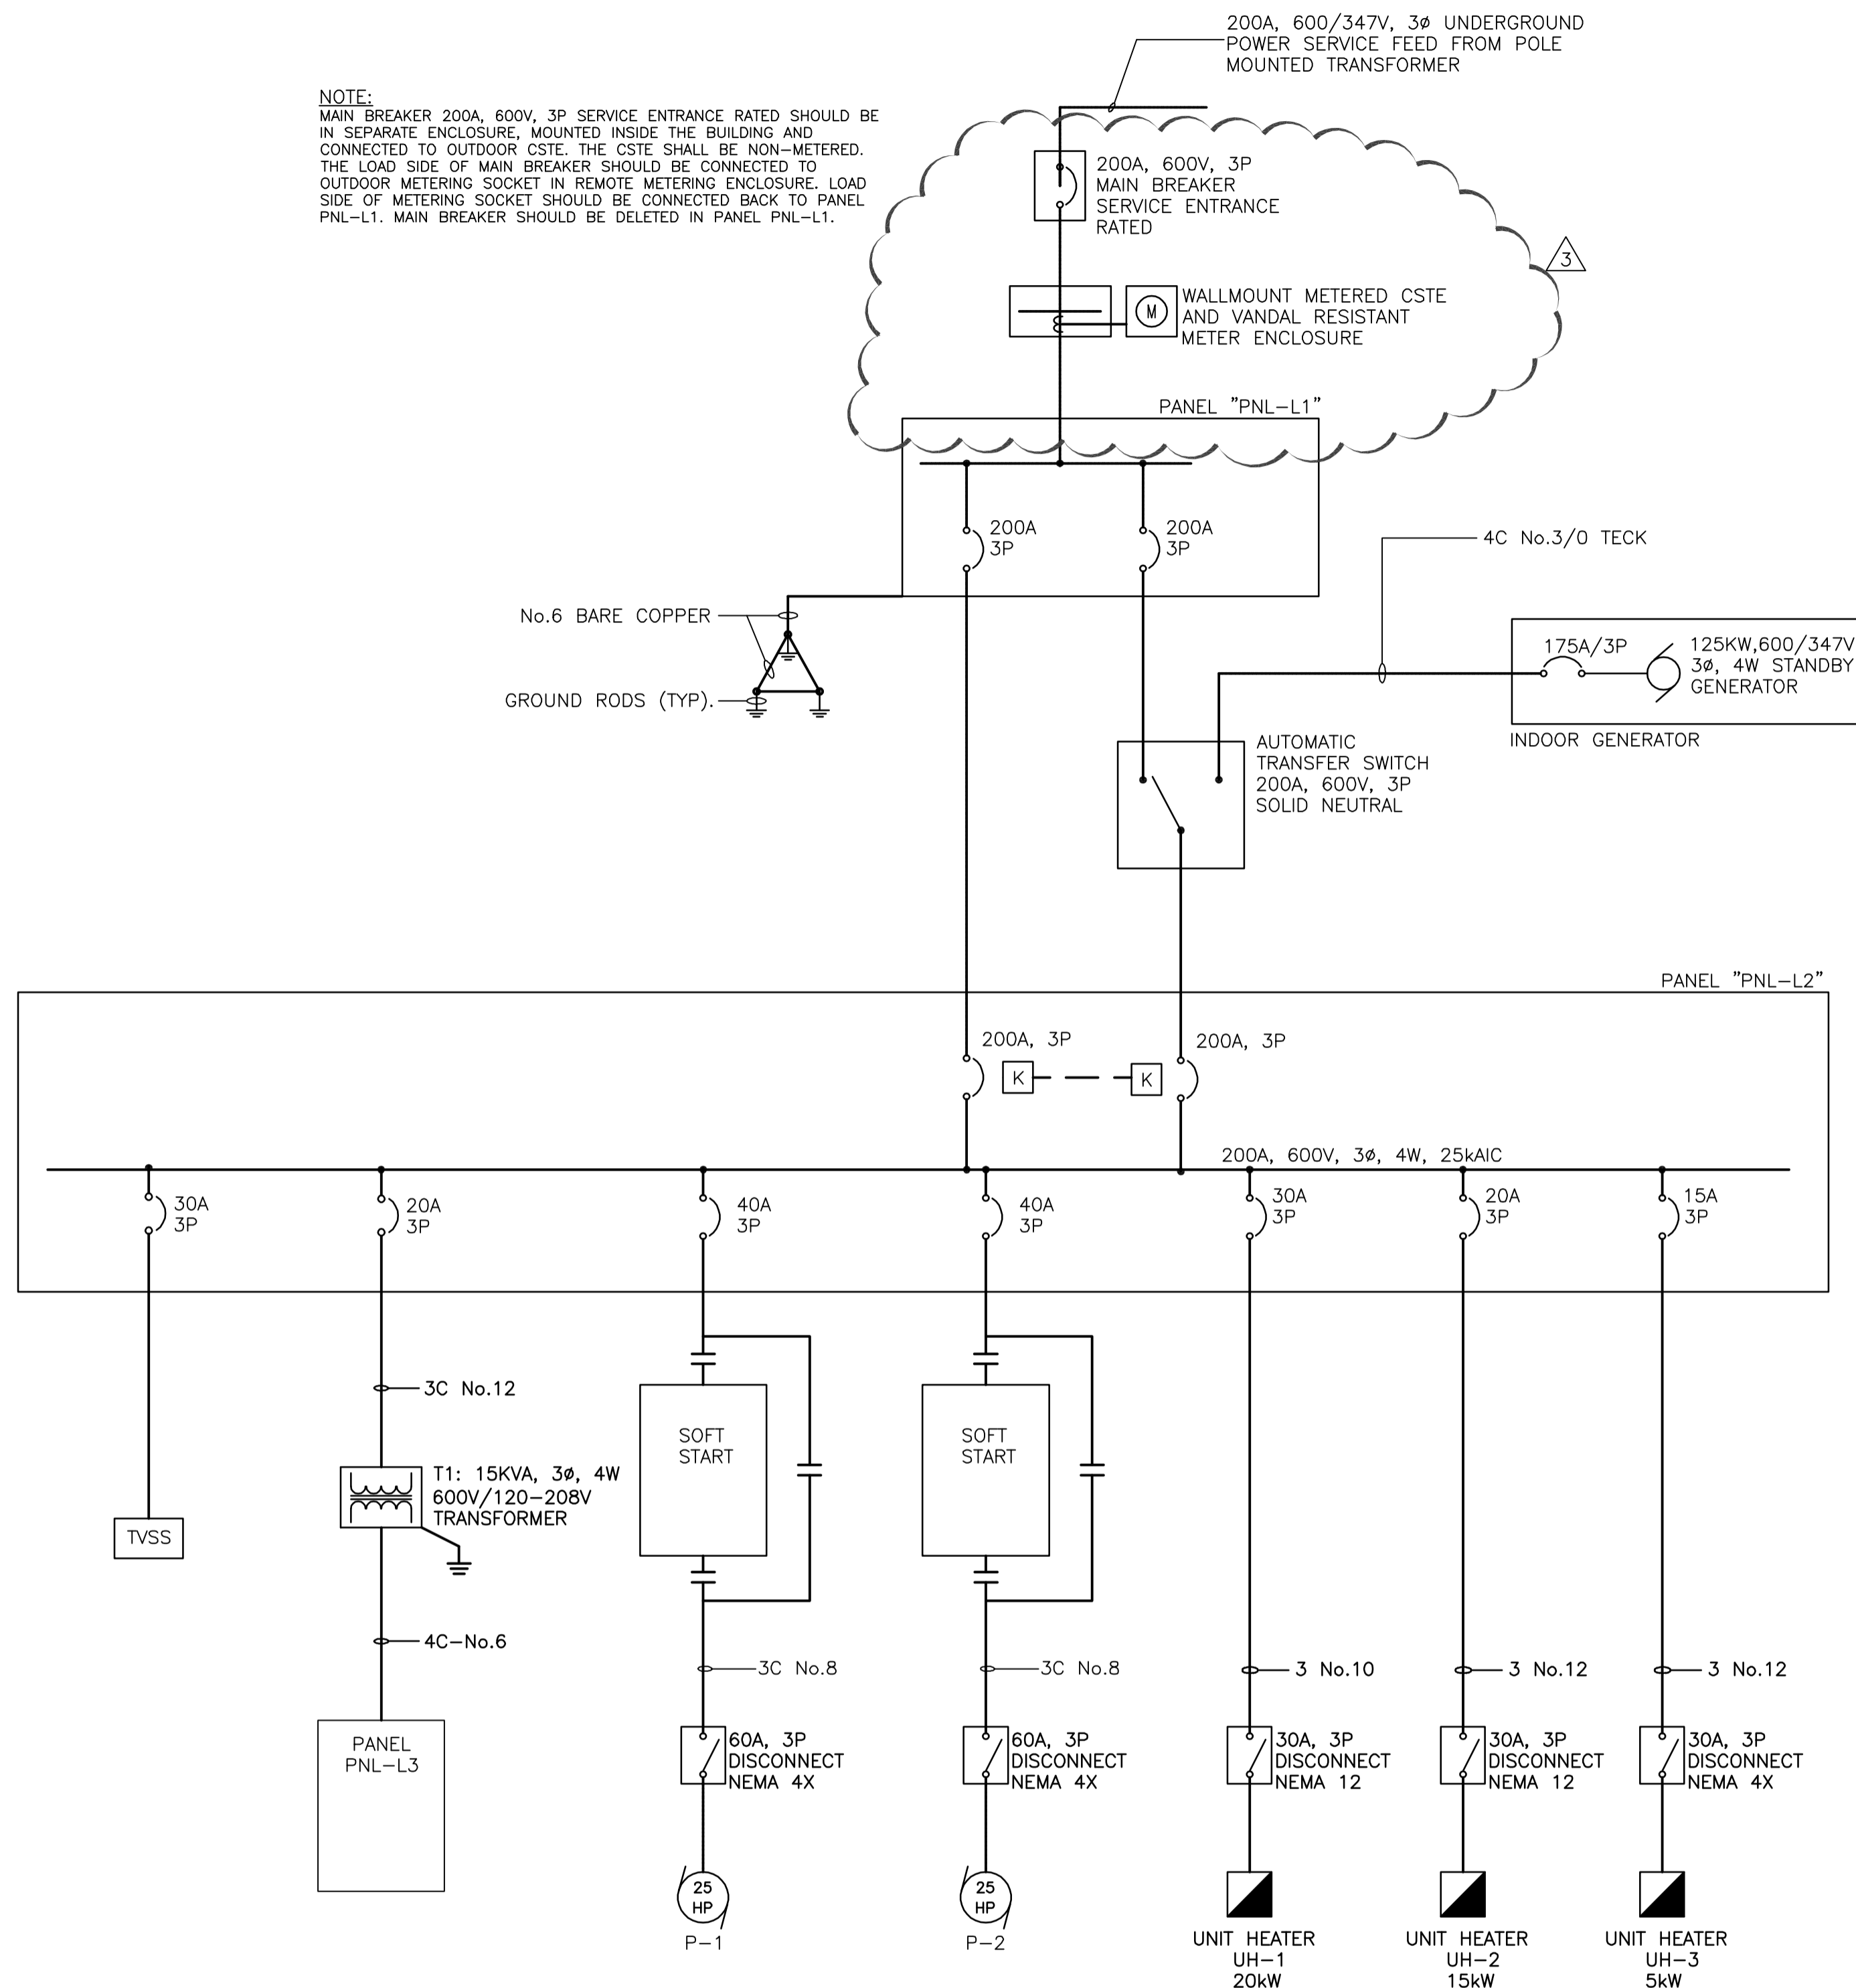 200A, 600/347V, 3ø UNDERGROUND
POWER SERVICE FEED FROM POLE
MOUNTED TRANSFORMER
NOTE:
MAIN BREAKER 200A, 600V, 3P SERVICE ENTRANCE RATED SHOULD BE
IN SEPARATE ENCLOSURE, MOUNTED INSIDE THE BUILDING AND
CONNECTED TO OUTDOOR CSTE. THE CSTE SHALL BE NON-METERED.
THE LOAD SIDE OF MAIN BREAKER SHOULD BE CONNECTED TO
OUTDOOR METERING SOCKET IN REMOTE METERING ENCLOSURE. LOAD
SIDE OF METERING SOCKET SHOULD BE CONNECTED BACK TO PANEL
PNL-L1. MAIN BREAKER SHOULD BE DELETED IN PANEL PNL-L1.
200A, 600V, 3P
MAIN BREAKER
SERVICE ENTRANCE
RATED
3
M
WALLMOUNT METERED CSTE
AND VANDAL RESISTANT
METER ENCLOSURE
PANEL "PNL-L1"
200A
3P
200A
3P
4C No.3/0 TECK
No.6 BARE COPPER
GROUND RODS (TYP).
175A/3P
125KW,600/347V
3ø, 4W STANDBY
GENERATOR
INDOOR GENERATOR
AUTOMATIC
TRANSFER SWITCH
200A, 600V, 3P
SOLID NEUTRAL
PANEL "PNL-L2"
200A, 3P
K
K
200A, 3P
200A, 600V, 3ø, 4W, 25kAIC
30A
3P
20A
3P
40A
3P
40A
3P
30A
3P
20A
3P
15A
3P
3C No.12
SOFT
START
SOFT
START
T1: 15KVA, 3ø, 4W
600V/120-208V
TRANSFORMER
TVSS
4C-No.6
3C No.8
3C No.8
3 No.10
3 No.12
3 No.12
PANEL
PNL-L3
60A, 3P
DISCONNECT
NEMA 4X
60A, 3P
DISCONNECT
NEMA 4X
30A, 3P
DISCONNECT
NEMA 12
30A, 3P
DISCONNECT
NEMA 12
30A, 3P
DISCONNECT
NEMA 4X
25
HP
P-1
25
HP
P-2
UNIT HEATER
UH-1
20kW
UNIT HEATER
UH-2
15kW
UNIT HEATER
UH-3
5kW